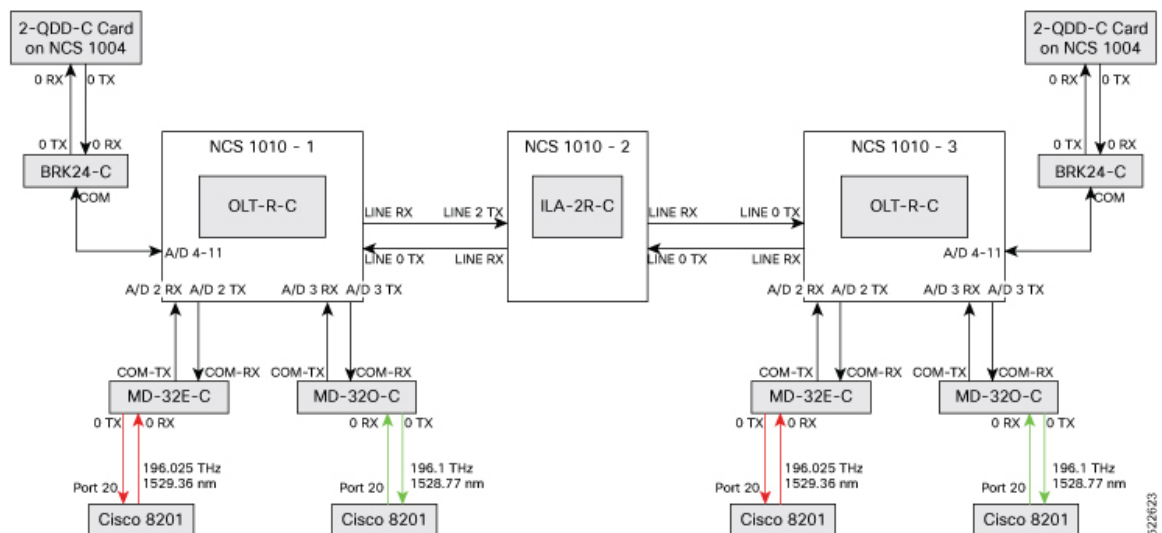 2-QDD-C Card
on NCS 1004
0 RX
0 TX
0 TX
0 RX
BRK24-C
COM
NCS 1010 - 1
OLT-R-C
A/D 4-11
A/D 2 RX
A/D 2 TX
A/D 3 RX
A/D 3 TX
LINE RX
LINE 2 TX
LINE 0 TX
LINE RX
NCS 1010 - 2
ILA-2R-C
LINE RX
LINE 0 TX
LINE 0 TX
LINE RX
NCS 1010 - 3
OLT-R-C
A/D 4-11
A/D 2 RX
A/D 2 TX
A/D 3 RX
A/D 3 TX
2-QDD-C Card
on NCS 1004
0 RX
0 TX
0 TX
0 RX
BRK24-C
COM
COM-TX
COM-RX
MD-32E-C
0 TX
0 RX
196.025 THz
1529.36 nm
Port 20
Cisco 8201
COM-TX
COM-RX
MD-32O-C
0 RX
0 TX
196.1 THz
1528.77 nm
Port 20
Cisco 8201
COM-TX
COM-RX
MD-32E-C
0 TX
0 RX
196.025 THz
1529.36 nm
Port 20
Cisco 8201
COM-TX
COM-RX
MD-32O-C
0 RX
0 TX
196.1 THz
1528.77 nm
Port 20
Cisco 8201
522623